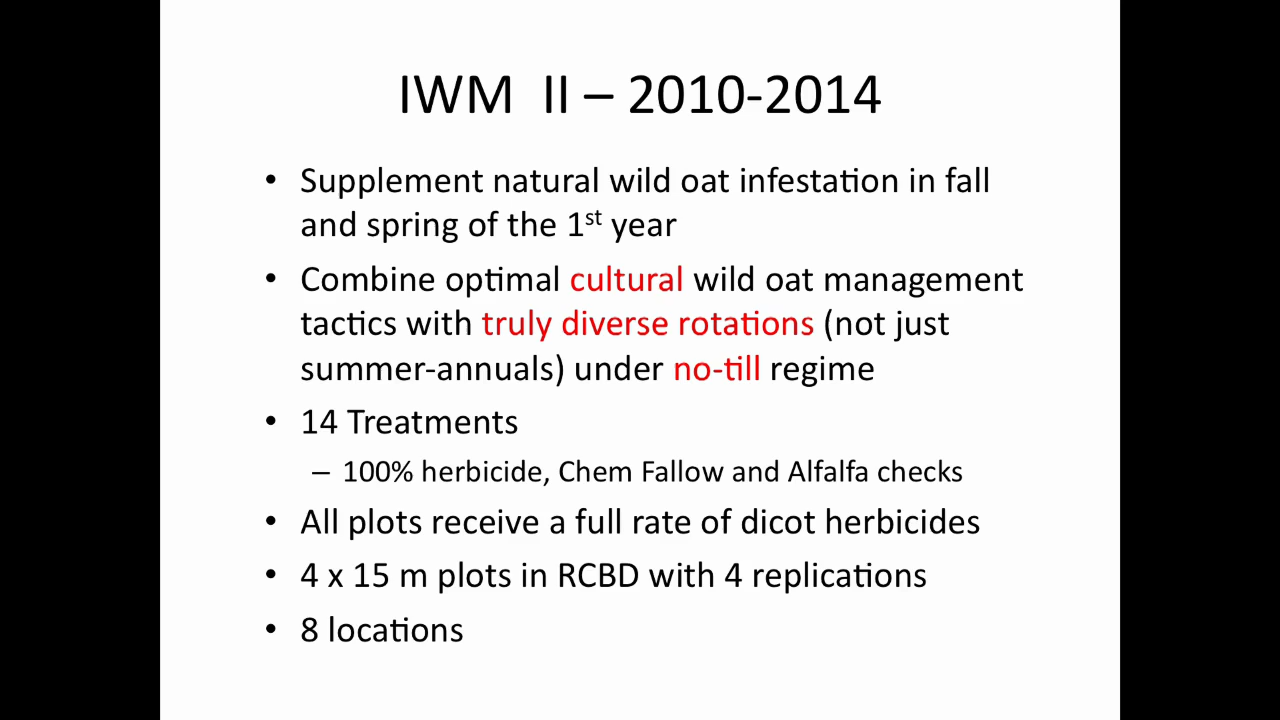 IWM II – 2010-2014
• Supplement natural wild oat infestation in fall
and spring of the 1st year
• Combine optimal cultural wild oat management
tactics with truly diverse rotations (not just
summer-annuals) under no-till regime
• 14 Treatments
– 100% herbicide, Chem Fallow and Alfalfa checks
• All plots receive a full rate of dicot herbicides
• 4 x 15 m plots in RCBD with 4 replications
• 8 locations